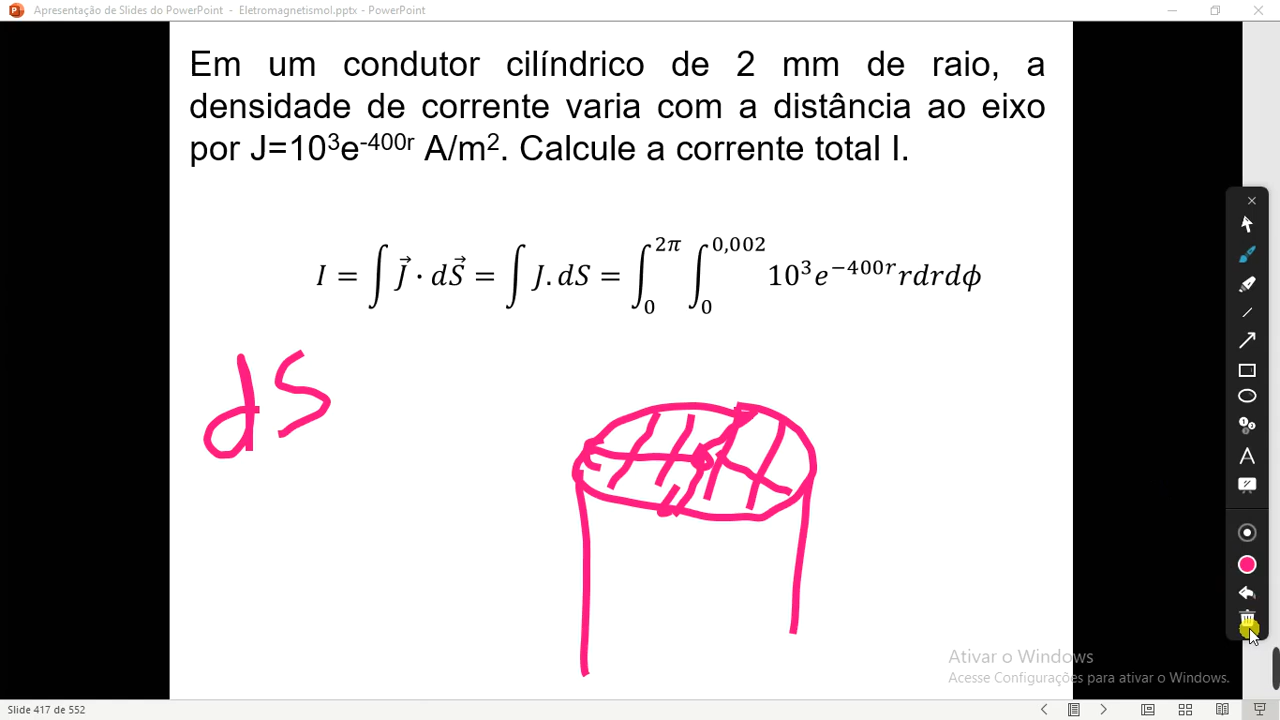 Apresentação de Slides do PowerPoint - Eletromagnetismol.pptx - PowerPoint
Em um condutor cilíndrico de 2 mm de raio, a
densidade de corrente varia com a distância ao eixo
por J=10³e⁻⁴⁰⁰ʳ A/m². Calcule a corrente total I.
𝐼 = ∫ 𝐽⃗ · 𝑑𝑆⃗ = ∫ 𝐽. 𝑑𝑆 = ∫₀^{2𝜋} ∫₀^{0,002} 10³𝑒^{−400𝑟}𝑟𝑑𝑟𝑑𝜙
dS
Ativar o Windows
Acesse Configurações para ativar o Windows.
Slide 417 de 552